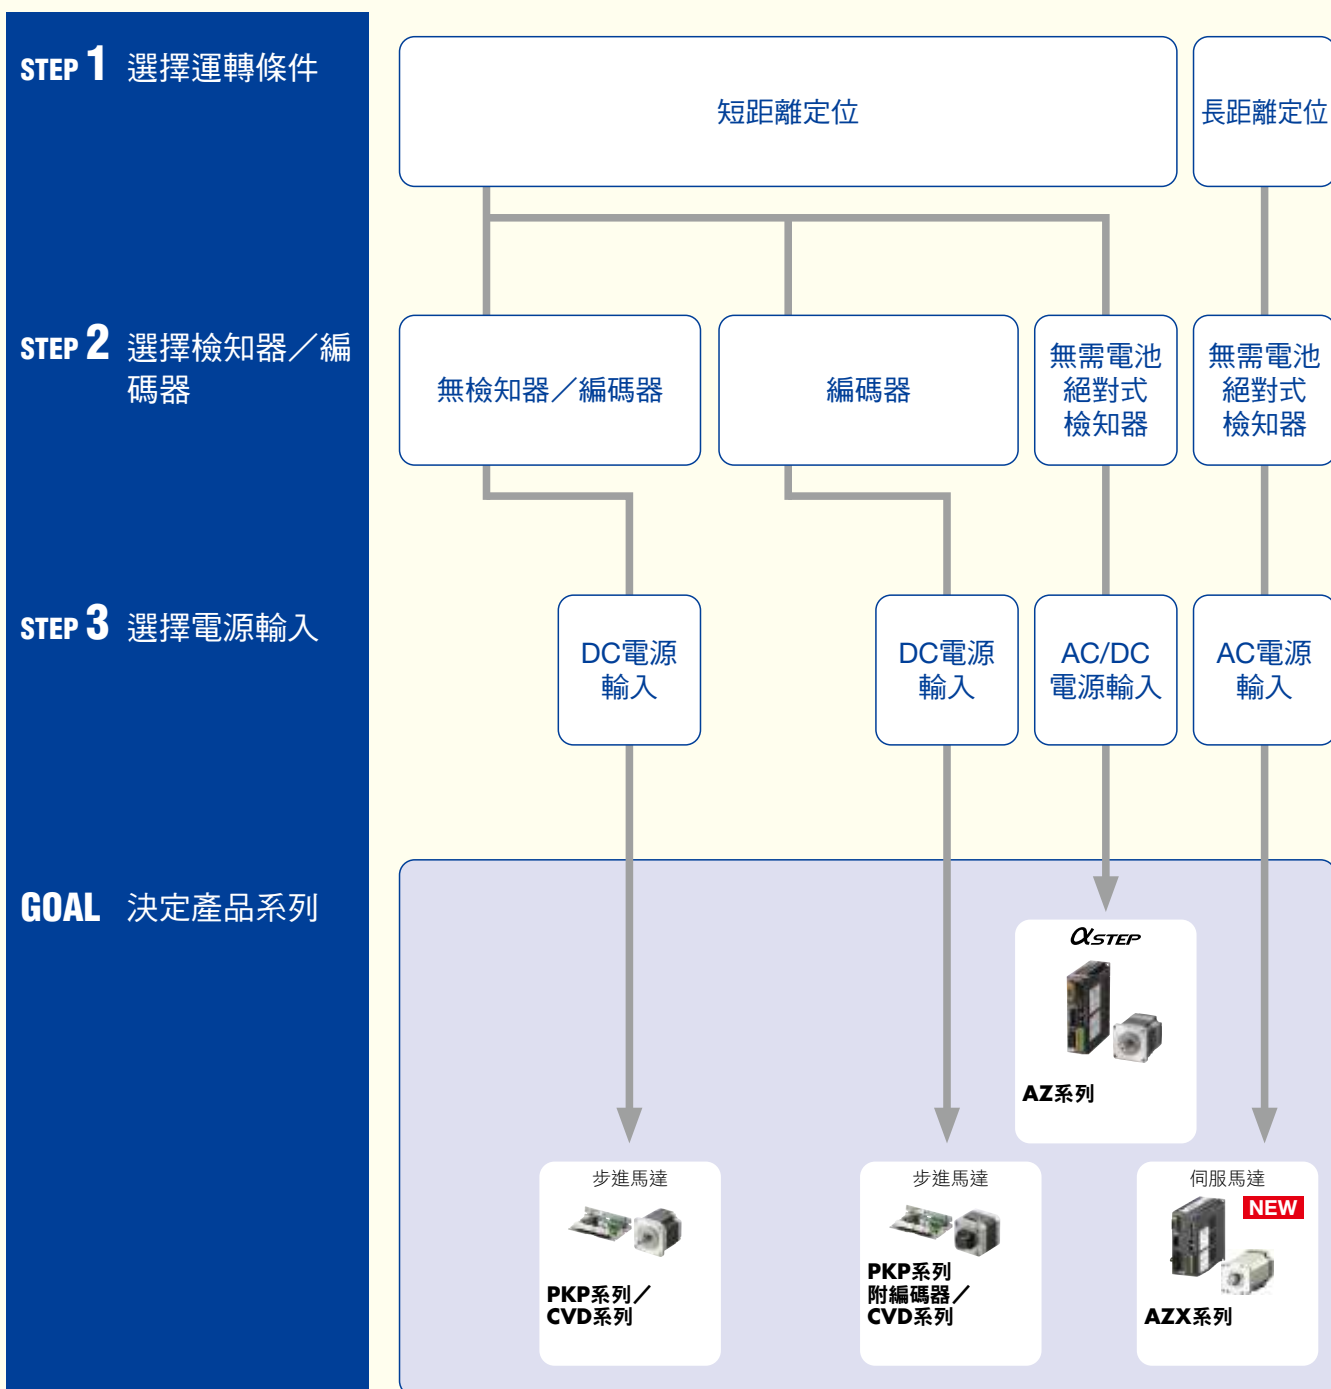 STEP 1 選擇運轉條件
短距離定位
長距離定位
STEP 2 選擇檢知器／編
碼器
無檢知器／編碼器
編碼器
無需電池
絕對式
檢知器
無需電池
絕對式
檢知器
STEP 3 選擇電源輸入
DC電源
輸入
DC電源
輸入
AC/DC
電源輸入
AC電源
輸入
GOAL 決定產品系列
αSTEP
AZ系列
步進馬達
PKP系列／
CVD系列
步進馬達
PKP系列
附編碼器／
CVD系列
伺服馬達
NEW
AZX系列